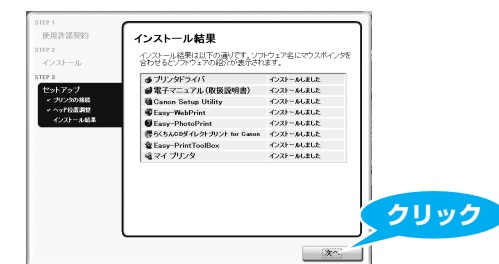 STEP 1
使用許諾契約
STEP 2
インストール
STEP 3
セットアップ
✓ プリンタの接続
✓ ヘッド位置調整
インストール結果
インストール結果
インストール結果は以下の通りです。ソフトウェア名にマウスポインタを
合わせるとソフトウェアの紹介が表示されます。
プリンタドライバ インストールしました
電子マニュアル(取扱説明書) インストールしました
Canon Setup Utility インストールしました
Easy-WebPrint インストールしました
Easy-PhotoPrint インストールしました
らくちんCDダイレクトプリント for Canon インストールしました
Easy-PrintToolBox インストールしました
マイ プリンタ インストールしました
クリック
次へ